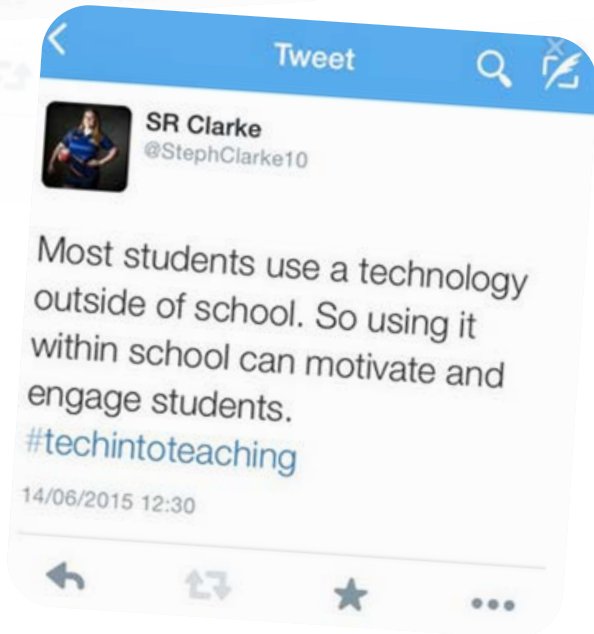 Tweet
SR Clarke
@StephClarke10
Most students use a technology
outside of school. So using it
within school can motivate and
engage students.
#techintoteaching
14/06/2015 12:30